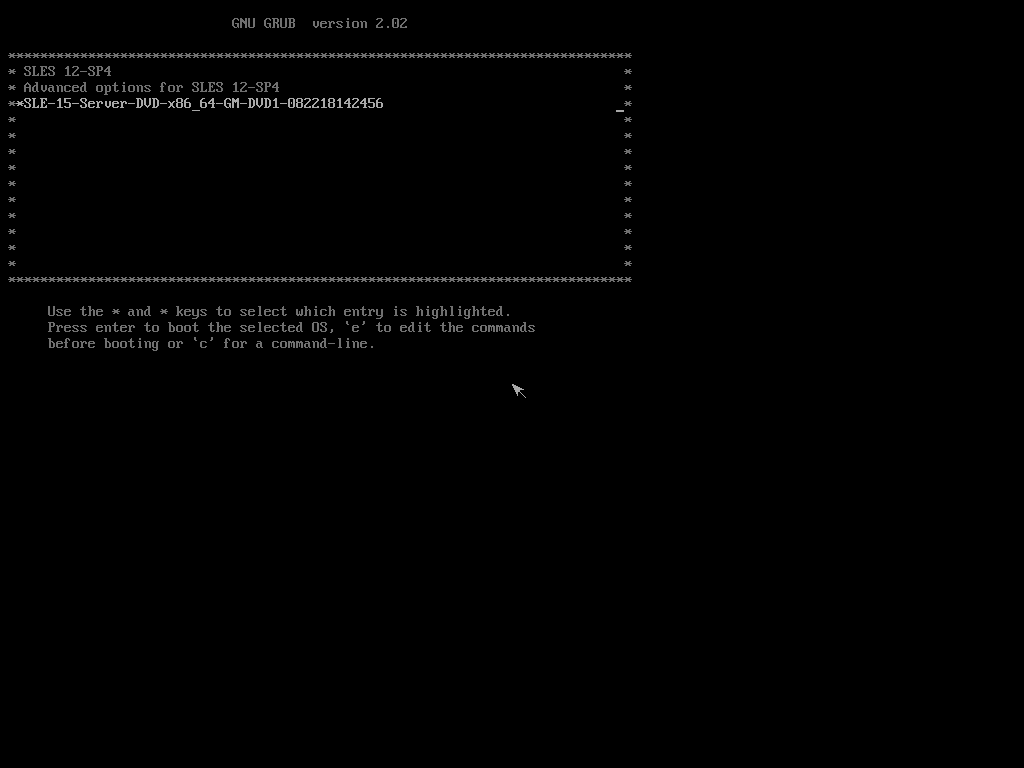 GNU GRUB  version 2.02
*******************************************************************************
* SLES 12-SP4 *
* Advanced options for SLES 12-SP4 *
**SLE-15-Server-DVD-x86_64-GM-DVD1-082218142456 _*
* *
* *
* *
* *
* *
* *
* *
* *
* *
* *
******************************************************************************
Use the * and * keys to select which entry is highlighted.
Press enter to boot the selected OS, `e' to edit the commands
before booting or `c' for a command-line.